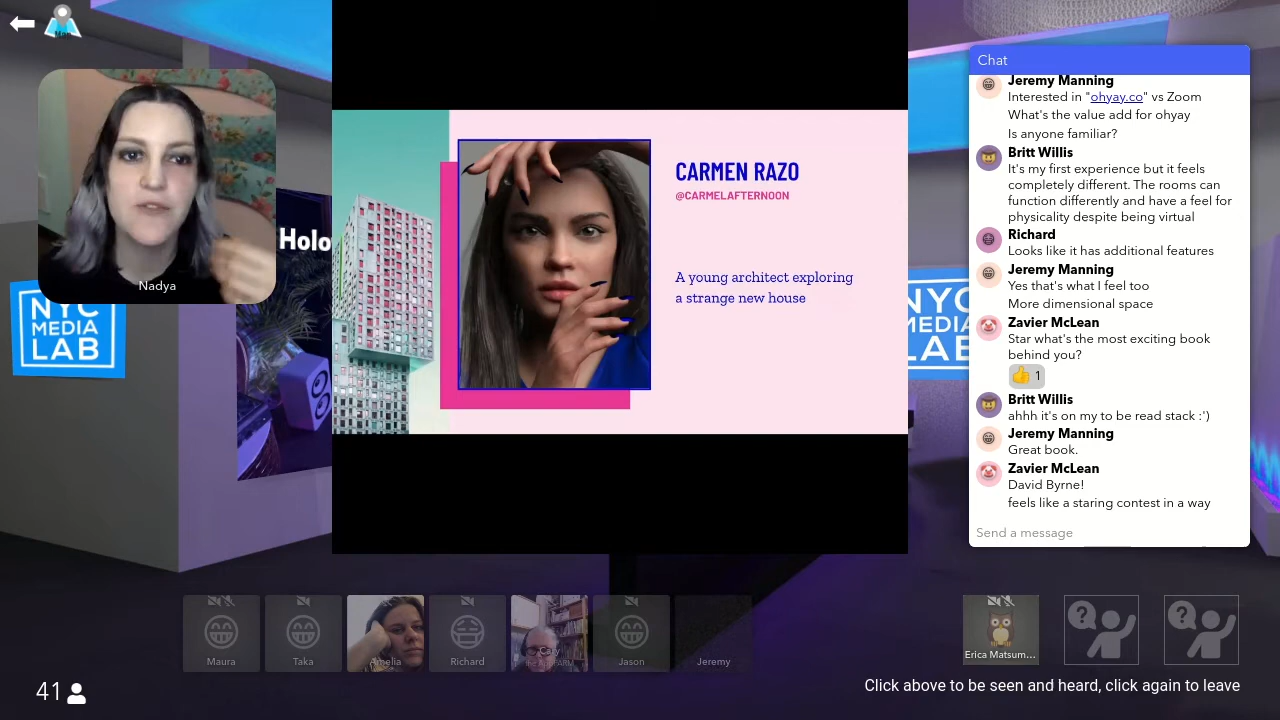 Map
Nadya
Holo
NYC
MEDIA
LAB
CARMEN RAZO
@CARMELAFTERNOON
A young architect exploring
a strange new house
NYC
MEDIA
LAB
Chat
Jeremy Manning
Interested in "ohyay.co" vs Zoom
What's the value add for ohyay
Is anyone familiar?
Britt Willis
It's my first experience but it feels
completely different. The rooms can
function differently and have a feel for
physicality despite being virtual
Richard
Looks like it has additional features
Jeremy Manning
Yes that's what I feel too
More dimensional space
Zavier McLean
Star what's the most exciting book
behind you?
👍 1
Britt Willis
ahhh it's on my to be read stack :')
Jeremy Manning
Great book.
Zavier McLean
David Byrne!
feels like a staring contest in a way
Send a message
Maura
Taka
Amelia
Richard
Cary
Jason
Jeremy
Erica Matsum...
41
Click above to be seen and heard, click again to leave